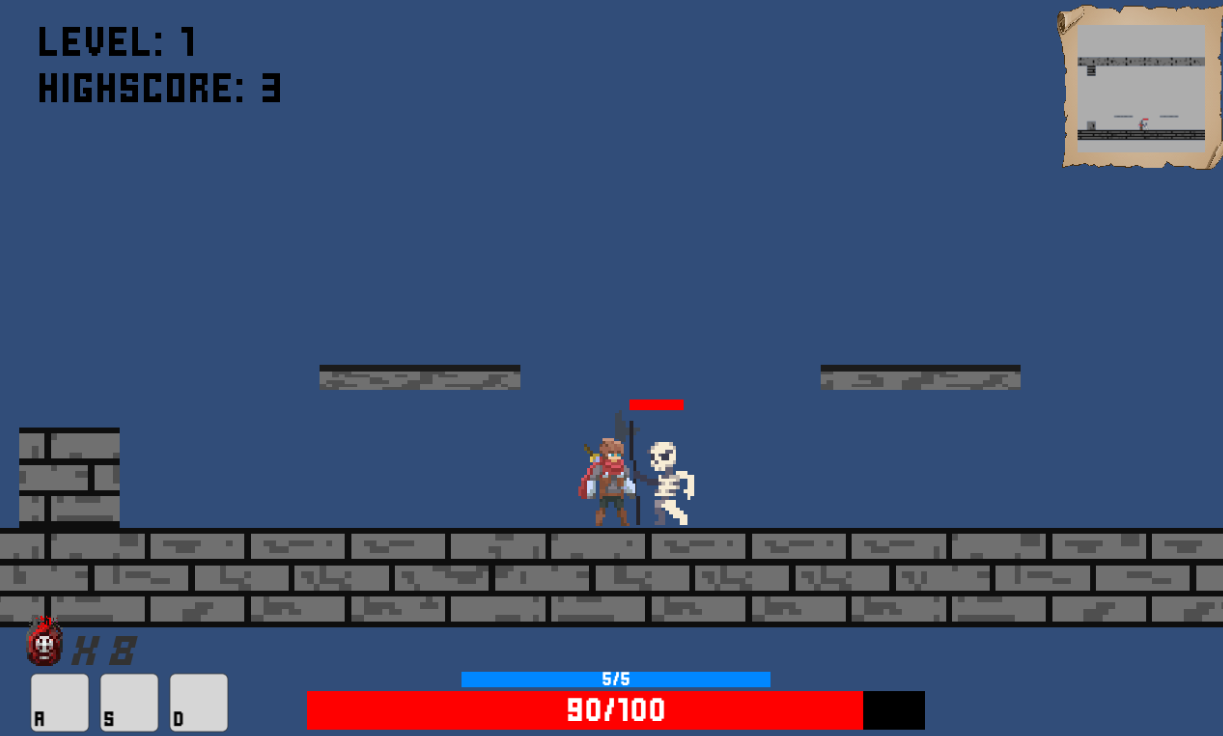 LEVEL: 1
HIGHSCORE: 3
X 8
5/5
A S D
90/100